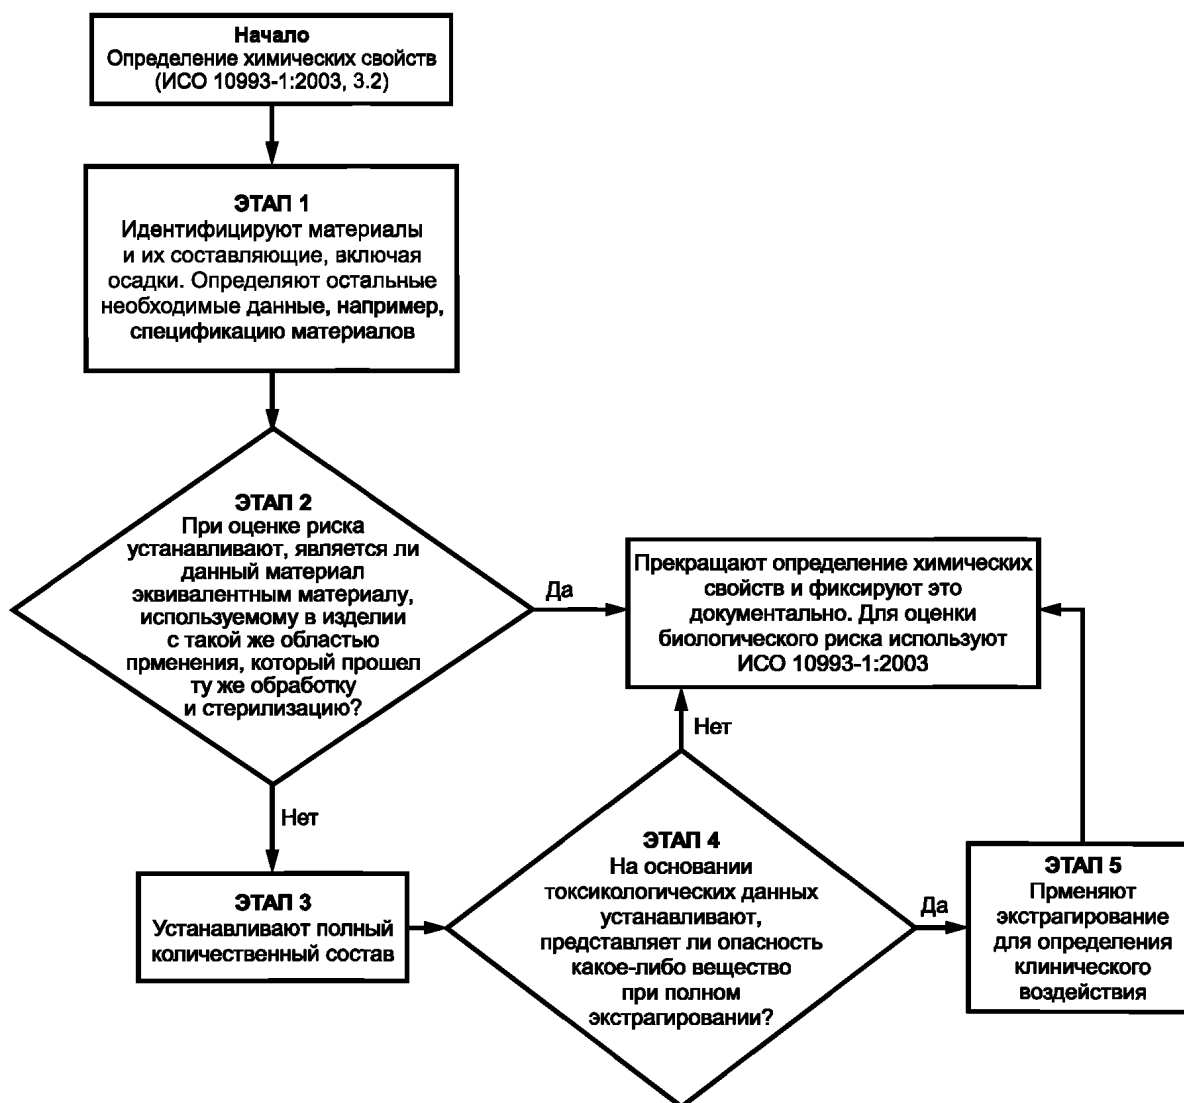 Начало
Определение химических свойств
(ИСО 10993-1:2003, 3.2)
ЭТАП 1
Идентифицируют материалы
и их составляющие, включая
осадки. Определяют остальные
необходимые данные, например,
спецификацию материалов
ЭТАП 2
При оценке риска
устанавливают, является ли
данный материал
эквивалентным материалу,
используемому в изделии
с такой же областью
прменения, который прошел
ту же обработку
и стерилизацию?
Да
Прекращают определение химических
свойств и фиксируют это
документально. Для оценки
биологического риска используют
ИСО 10993-1:2003
Нет
Нет
ЭТАП 3
Устанавливают полный
количественный состав
ЭТАП 4
На основании
токсикологических данных
устанавливают,
представляет ли опасность
какое-либо вещество
при полном
экстрагировании?
Да
ЭТАП 5
Прменяют
экстрагирование
для определения
клинического
воздействия